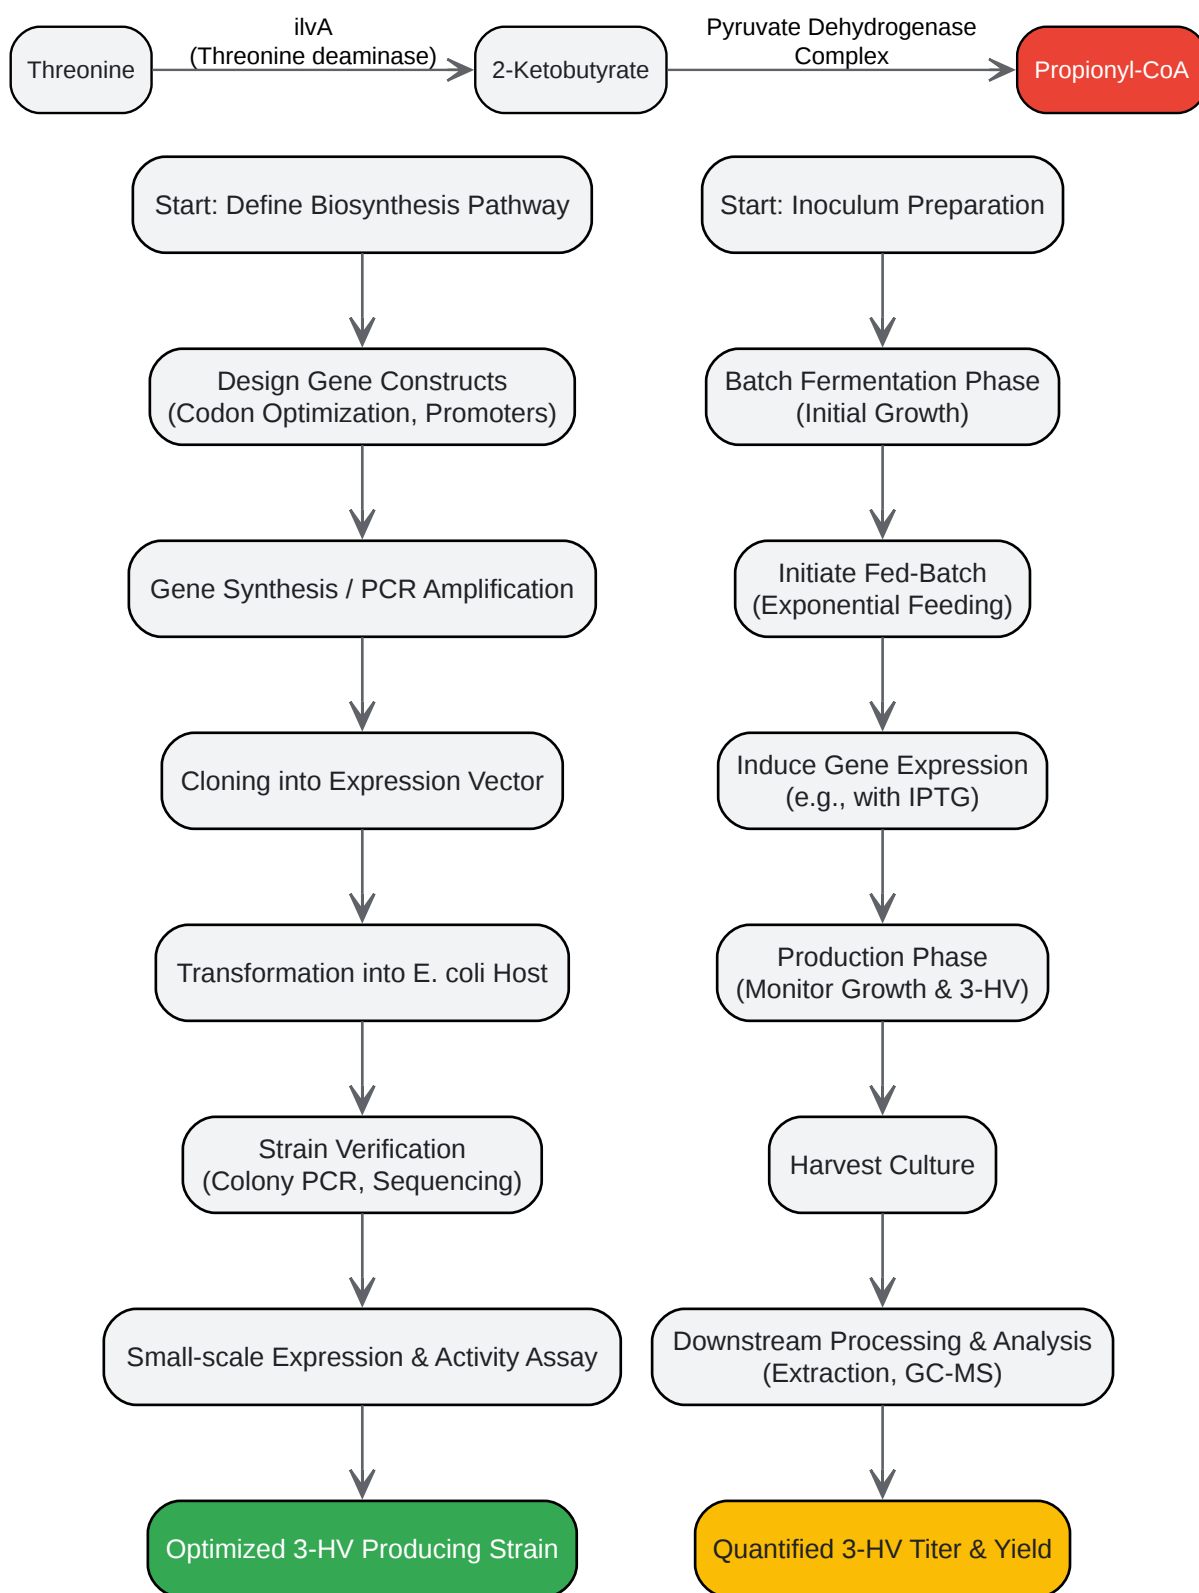 ilvA
(Threonine deaminase)
Pyruvate Dehydrogenase
Complex
Threonine
2-Ketobutyrate
Propionyl-CoA
Start: Define Biosynthesis Pathway
Design Gene Constructs
(Codon Optimization, Promoters)
Gene Synthesis / PCR Amplification
Cloning into Expression Vector
Transformation into E. coli Host
Strain Verification
(Colony PCR, Sequencing)
Small-scale Expression & Activity Assay
Optimized 3-HV Producing Strain
Start: Inoculum Preparation
Batch Fermentation Phase
(Initial Growth)
Initiate Fed-Batch
(Exponential Feeding)
Induce Gene Expression
(e.g., with IPTG)
Production Phase
(Monitor Growth & 3-HV)
Harvest Culture
Downstream Processing & Analysis
(Extraction, GC-MS)
Quantified 3-HV Titer & Yield